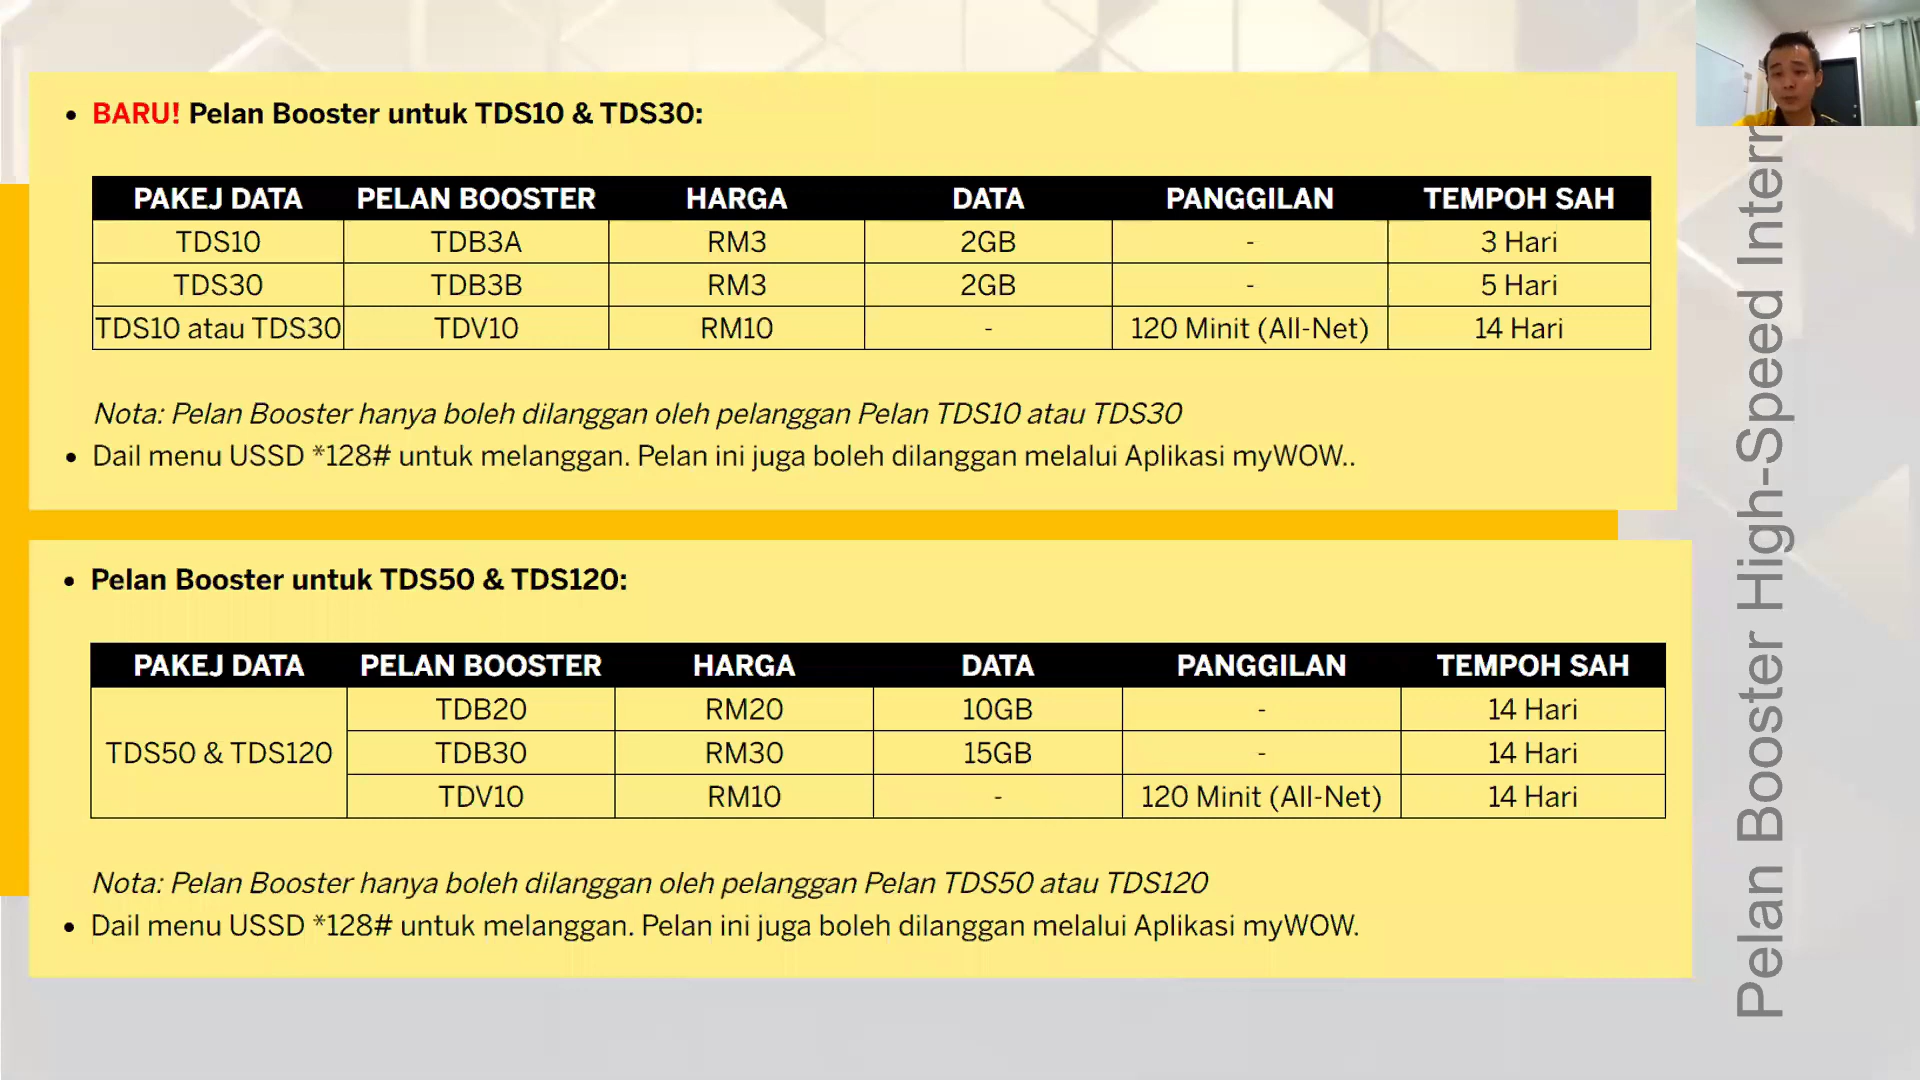 • BARU! Pelan Booster untuk TDS10 & TDS30:
PAKEJ DATA PELAN BOOSTER HARGA DATA PANGGILAN TEMPOH SAH
TDS10 TDB3A RM3 2GB - 3 Hari
TDS30 TDB3B RM3 2GB - 5 Hari
TDS10 atau TDS30 TDV10 RM10 - 120 Minit (All-Net) 14 Hari
Nota: Pelan Booster hanya boleh dilanggan oleh pelanggan Pelan TDS10 atau TDS30
• Dail menu USSD *128# untuk melanggan. Pelan ini juga boleh dilanggan melalui Aplikasi myWOW..
• Pelan Booster untuk TDS50 & TDS120:
PAKEJ DATA PELAN BOOSTER HARGA DATA PANGGILAN TEMPOH SAH
TDB20 RM20 10GB - 14 Hari
TDS50 & TDS120 TDB30 RM30 15GB - 14 Hari
TDV10 RM10 - 120 Minit (All-Net) 14 Hari
Nota: Pelan Booster hanya boleh dilanggan oleh pelanggan Pelan TDS50 atau TDS120
• Dail menu USSD *128# untuk melanggan. Pelan ini juga boleh dilanggan melalui Aplikasi myWOW.
Pelan Booster High-Speed